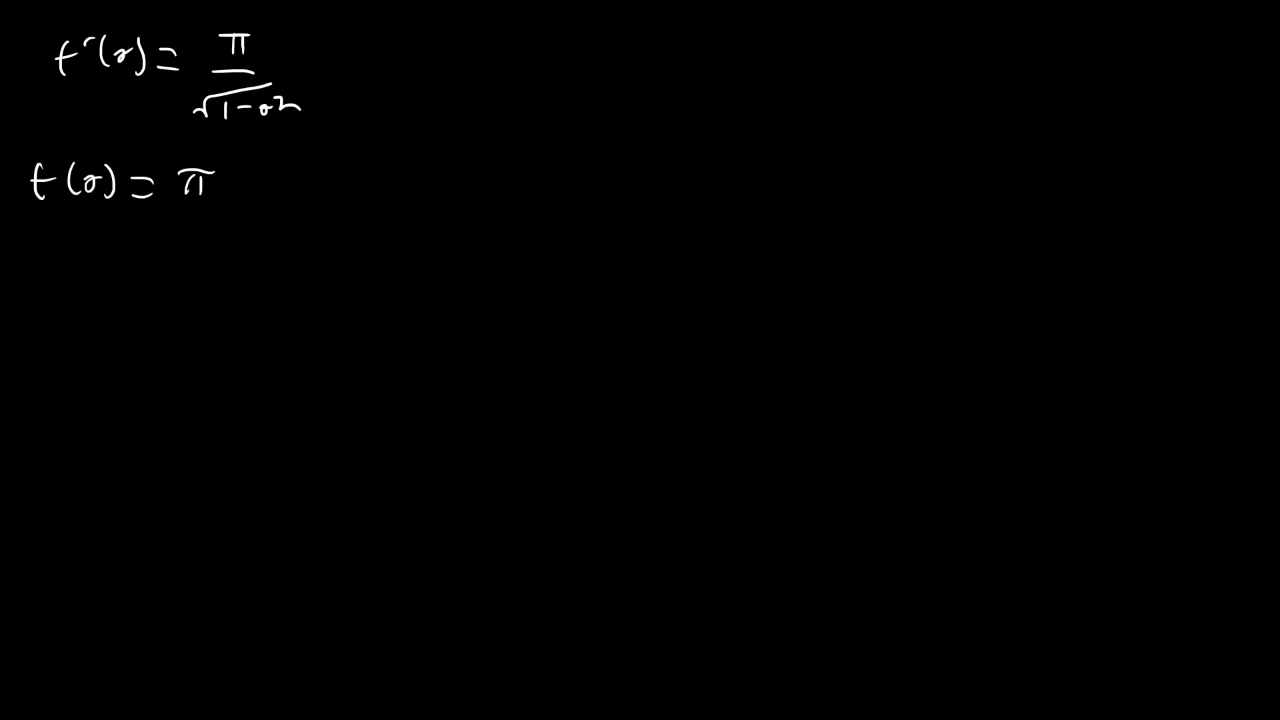 f'(x) = π / √(1-x²)
f(x) = π